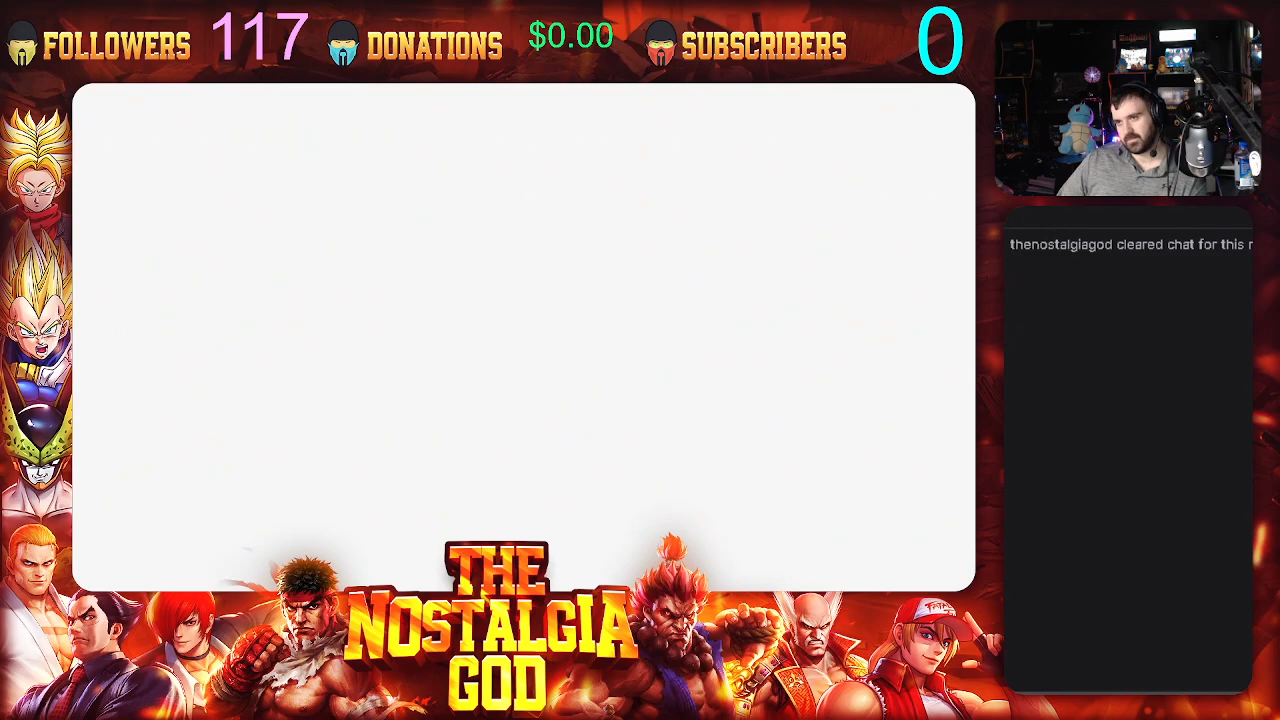 FOLLOWERS 117 DONATIONS $0.00 SUBSCRIBERS 0
thenostalgiagod cleared chat for this r
THE
NOSTALGIA
GOD